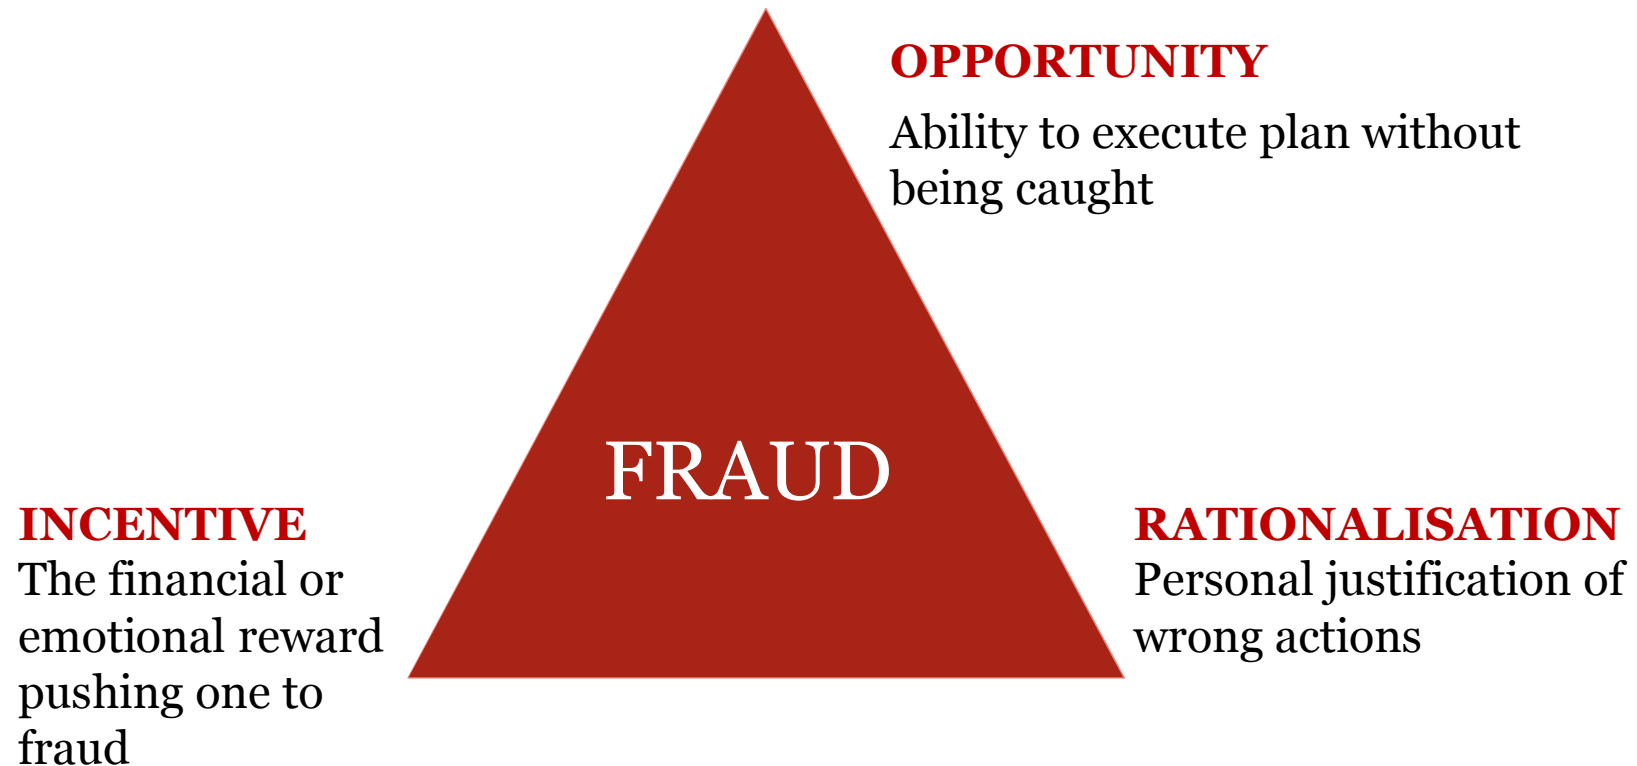 OPPORTUNITY
Ability to execute plan without
being caught
FRAUD
INCENTIVE
The financial or
emotional reward
pushing one to
fraud
RATIONALISATION
Personal justification of
wrong actions